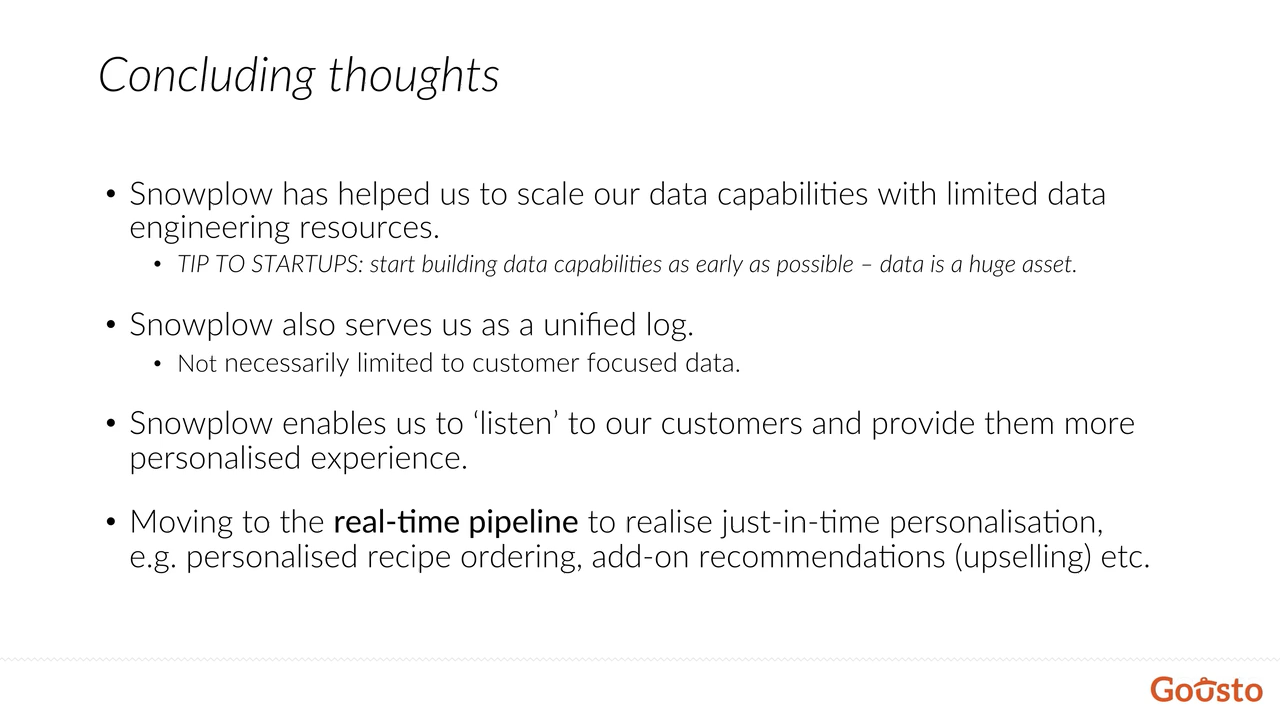 Concluding thoughts
• Snowplow has helped us to scale our data capabilities with limited data
engineering resources.
• TIP TO STARTUPS: start building data capabilities as early as possible – data is a huge asset.
• Snowplow also serves us as a unified log.
• Not necessarily limited to customer focused data.
• Snowplow enables us to ‘listen’ to our customers and provide them more
personalised experience.
• Moving to the real-time pipeline to realise just-in-time personalisation,
e.g. personalised recipe ordering, add-on recommendations (upselling) etc.
Gousto